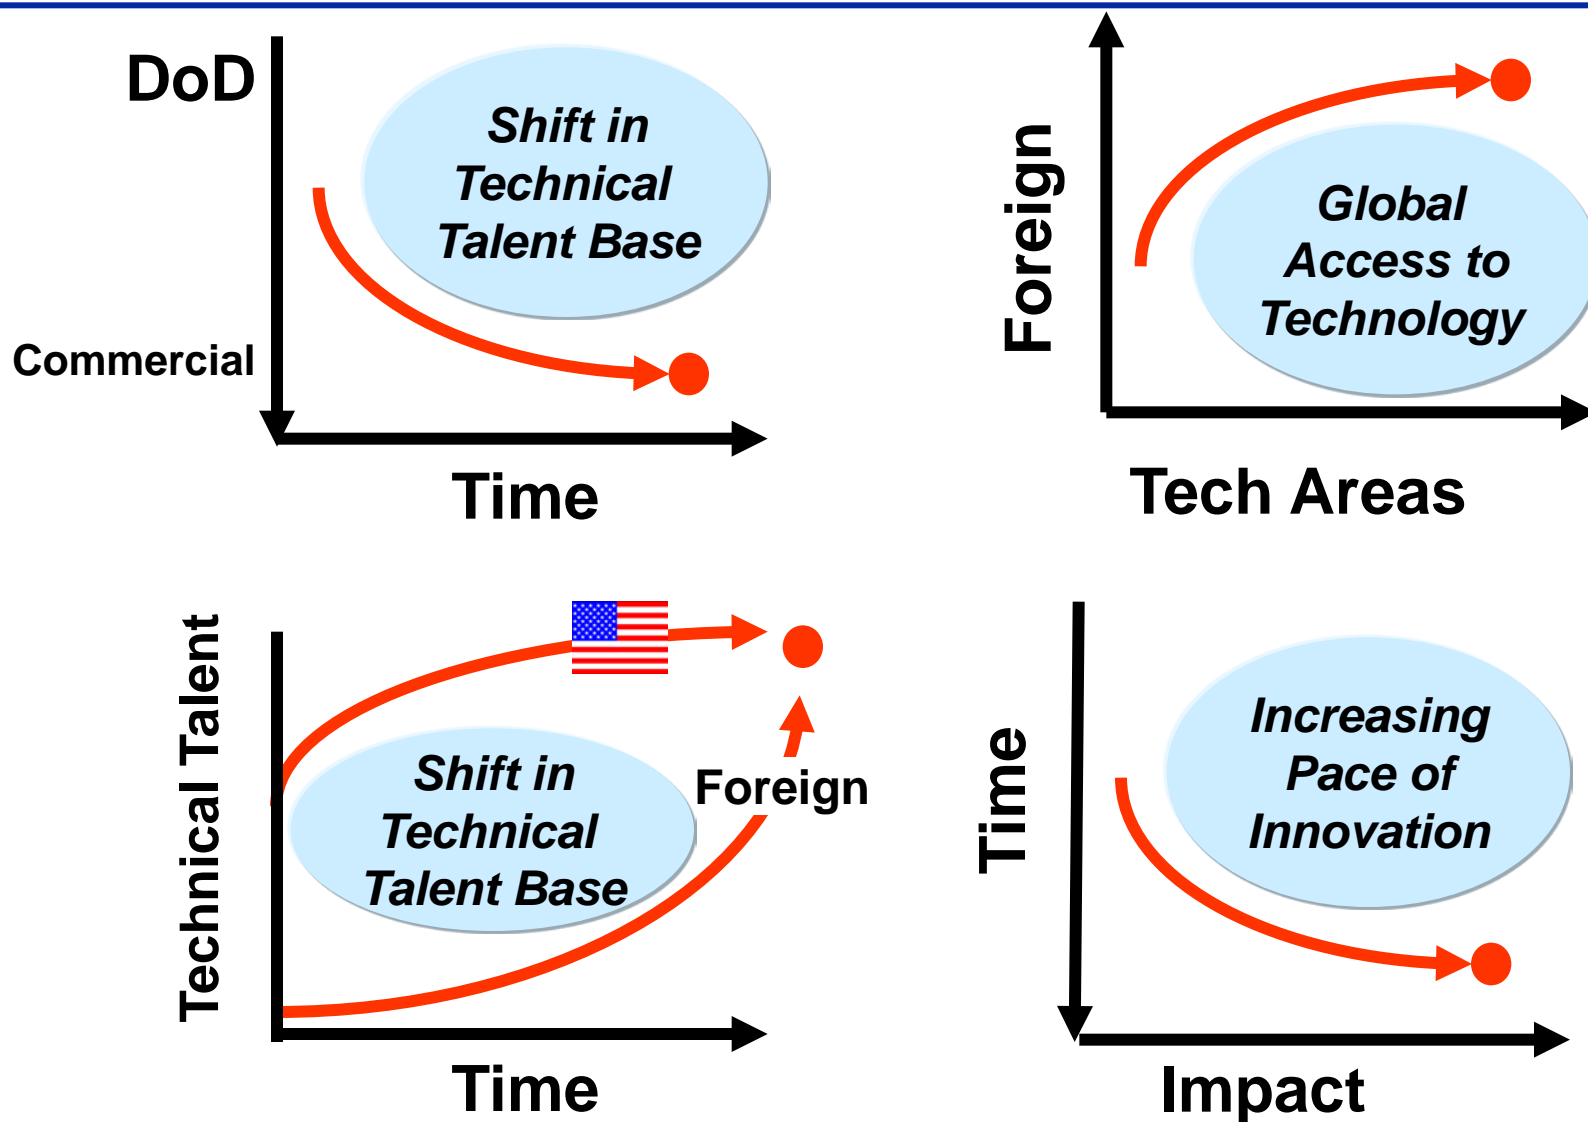 DoD
Shift in
Technical
Talent Base
Commercial
Time
Foreign
Global
Access to
Technology
Tech Areas
Technical Talent
Shift in
Technical
Talent Base
Foreign
Time
Time
Increasing
Pace of
Innovation
Impact